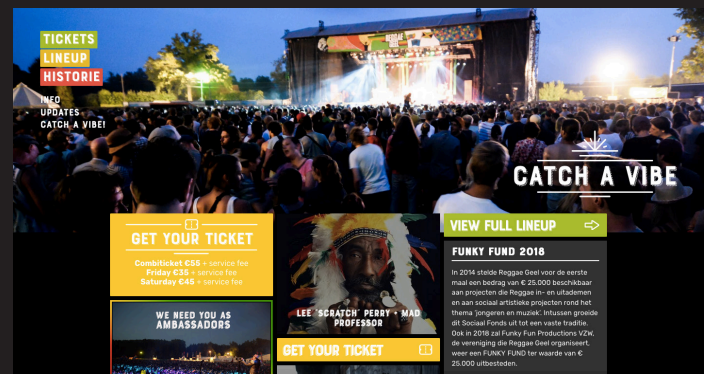 TICKETS
LINEUP
HISTORIE
INFO
UPDATES
CATCH A VIBE!
REGGAE
GEEL
CATCH A VIBE
GET YOUR TICKET
Combiticket €55 + service fee
Friday €35 + service fee
Saturday €45 + service fee
WE NEED YOU AS
AMBASSADORS
LEE 'SCRATCH' PERRY + MAD
PROFESSOR
GET YOUR TICKET
VIEW FULL LINEUP
FUNKY FUND 2018
In 2014 stelde Reggae Geel voor de eerste
maal een bedrag van € 25.000 beschikbaar
aan projecten die Reggae in- en uitademen
en aan sociaal artistieke projecten rond het
thema 'jongeren en muziek'. Intussen groeide
dit Sociaal Fonds uit tot een vaste traditie.
Ook in 2018 zal Funky Fun Productions VZW,
de vereniging die Reggae Geel organiseert,
weer een FUNKY FUND ter waarde van €
25.000 uitbesteden.